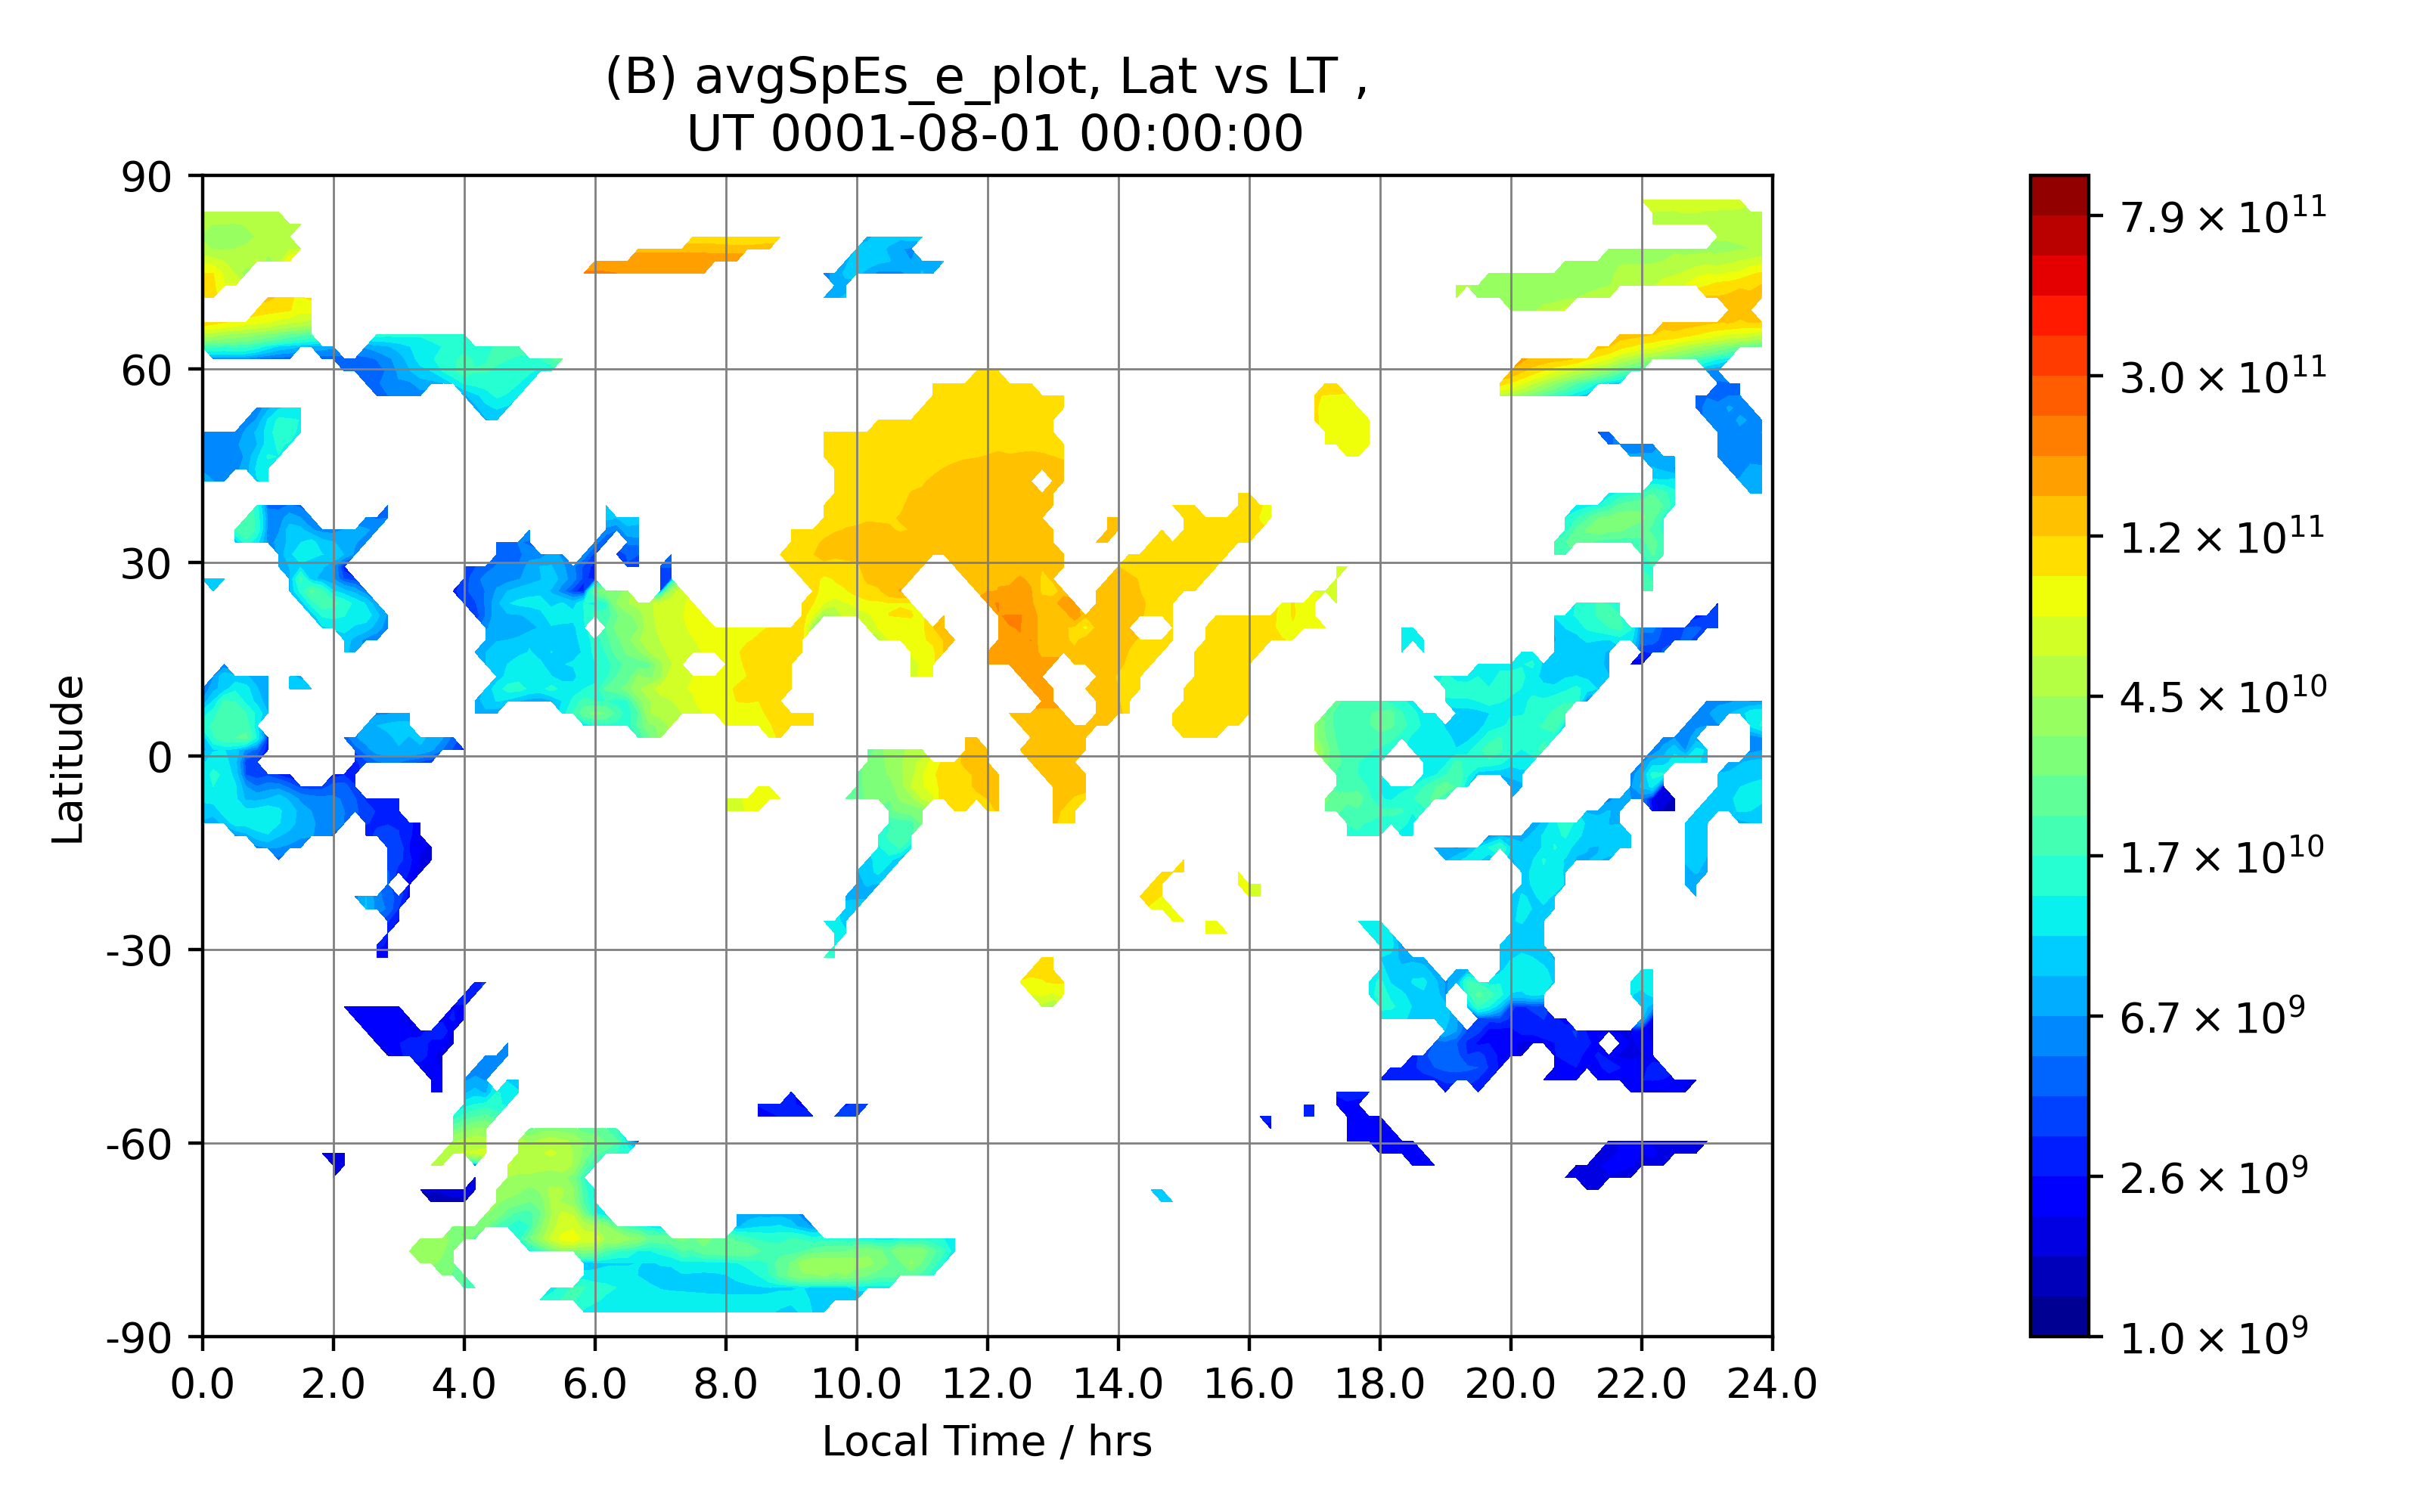 (B) avgSpEs_e_plot, Lat vs LT ,
UT 0001-08-01 00:00:00
90
60
30
0
-30
-60
-90
Latitude
0.0 2.0 4.0 6.0 8.0 10.0 12.0 14.0 16.0 18.0 20.0 22.0 24.0
Local Time / hrs
7.9 × 10¹¹
3.0 × 10¹¹
1.2 × 10¹¹
4.5 × 10¹⁰
1.7 × 10¹⁰
6.7 × 10⁹
2.6 × 10⁹
1.0 × 10⁹